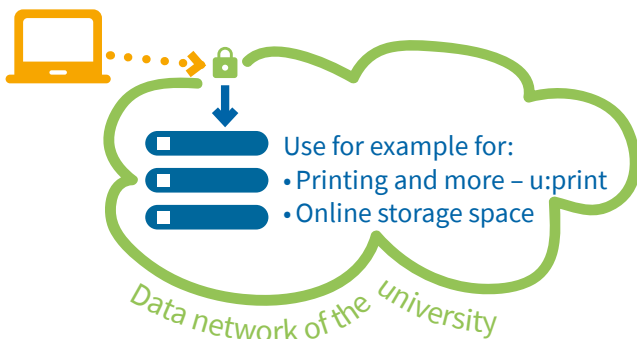 Use for example for:
• Printing and more – u:print
• Online storage space
Data network of the university